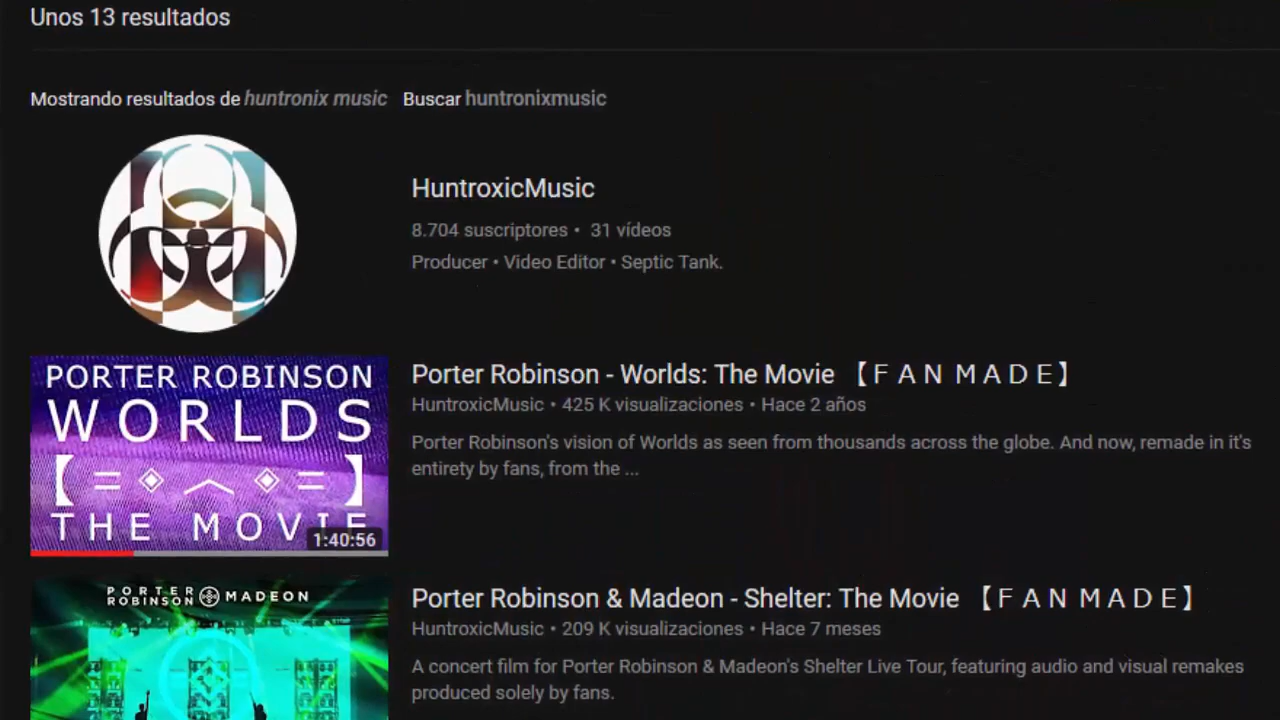 Unos 13 resultados
Mostrando resultados de huntronix music Buscar huntronixmusic
HuntroxicMusic
8.704 suscriptores • 31 vídeos
Producer • Video Editor • Septic Tank.
PORTER ROBINSON
WORLDS
【 = ◈ ︿ ◈ = 】
THE MOVIE
1:40:56
Porter Robinson - Worlds: The Movie 【ＦＡＮ ＭＡＤＥ】
HuntroxicMusic • 425 K visualizaciones • Hace 2 años
Porter Robinson's vision of Worlds as seen from thousands across the globe. And now, remade in it's
entirety by fans, from the ...
PORTER
ROBINSON MADEON
Porter Robinson & Madeon - Shelter: The Movie 【ＦＡＮ ＭＡＤＥ】
HuntroxicMusic • 209 K visualizaciones • Hace 7 meses
A concert film for Porter Robinson & Madeon's Shelter Live Tour, featuring audio and visual remakes
produced solely by fans.